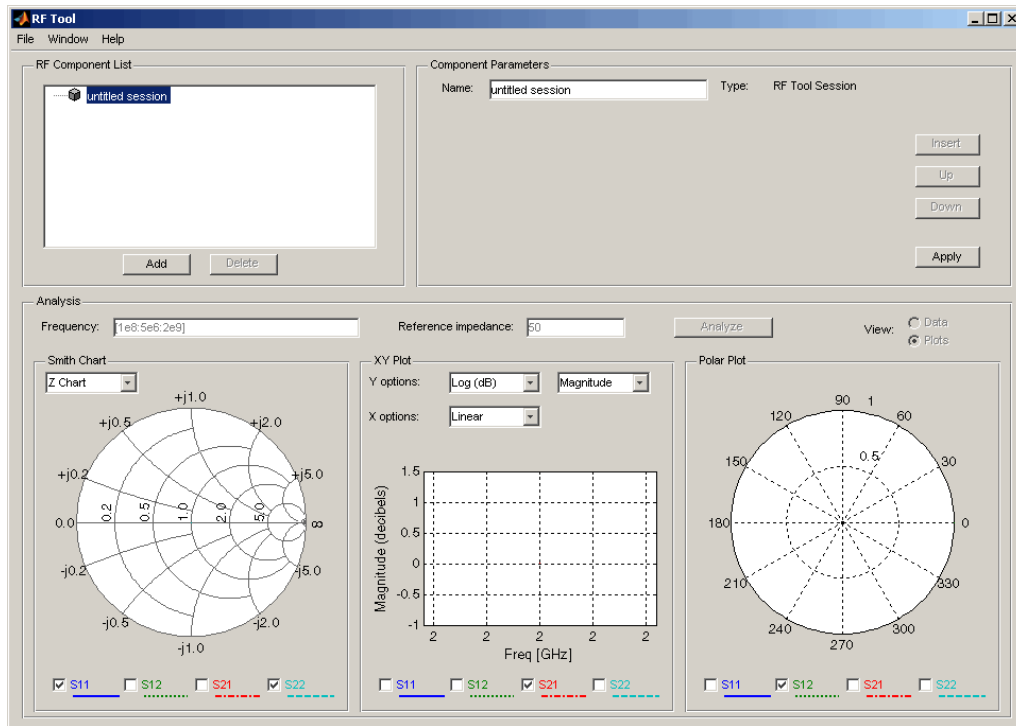 RF Tool
File Window Help
RF Component List
untitled session
Add Delete
Component Parameters
Name: untitled session Type: RF Tool Session
Insert
Up
Down
Apply
Analysis
Frequency: [1e8:5e6:2e9] Reference impedance: 50 Analyze View: Data
Plots
Smith Chart
Z Chart
+j1.0
+j0.5 +j2.0
+j0.2 +j5.0
0.0 0.2 0.5 1.0 2.0 5.0 ∞
-j0.2 -j5.0
-j0.5 -j2.0
-j1.0
S11 S12 S21 S22
XY Plot
Y options: Log (dB) Magnitude
X options: Linear
1.5
1
0.5
0
-0.5
-1
Magnitude (decibels)
2 2 2 2 2
Freq [GHz]
S11 S12 S21 S22
Polar Plot
90 1
120 60
0.5
150 30
180 0
210 330
240 300
270
S11 S12 S21 S22